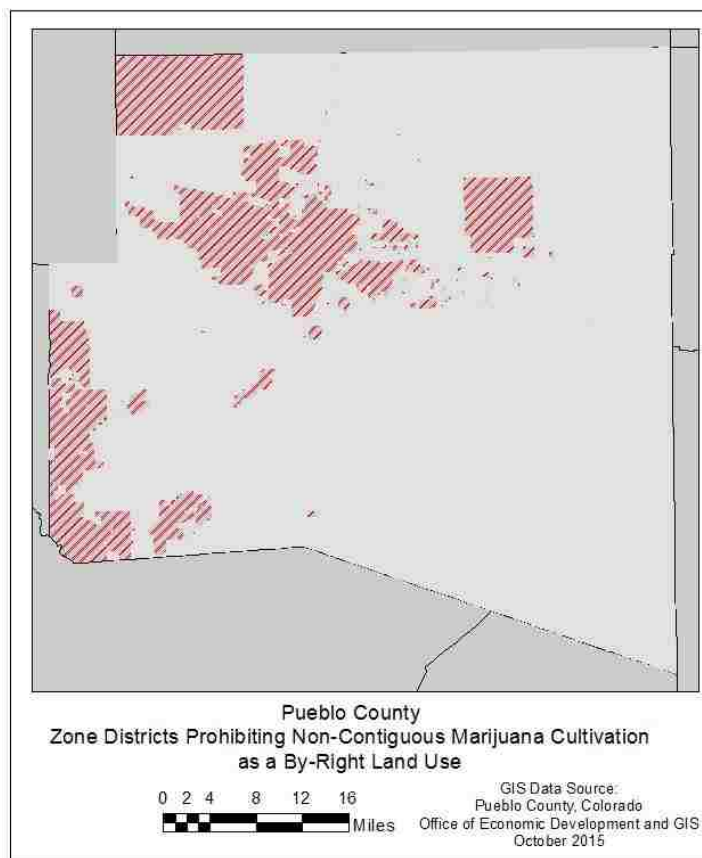 Pueblo County
Zone Districts Prohibiting Non-Contiguous Marijuana Cultivation
as a By-Right Land Use
0 2 4 8 12 16
Miles
GIS Data Source:
Pueblo County, Colorado
Office of Economic Development and GIS
October 2015